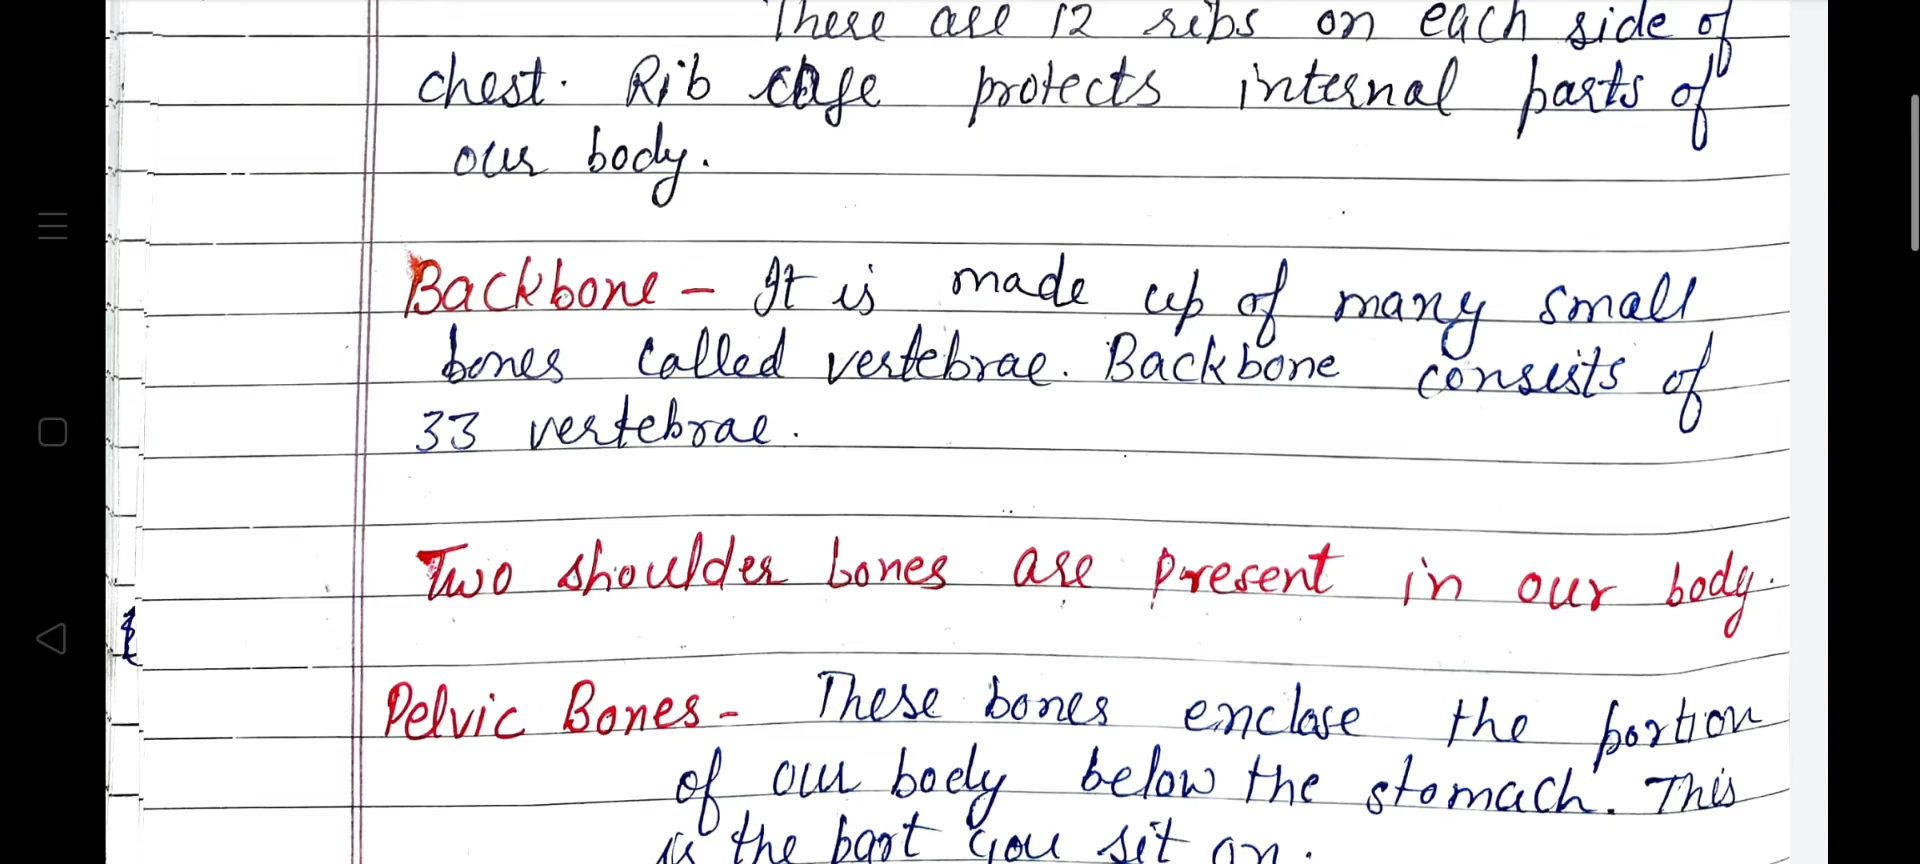 There are 12 ribs on each side of
chest. Rib cage protects internal parts of
our body.
Backbone - It is made up of many small
bones called vertebrae. Backbone consists of
33 vertebrae.
Two shoulder bones are present in our body.
Pelvic Bones - These bones enclose the portion
of our body below the stomach. This
is the part you sit on.